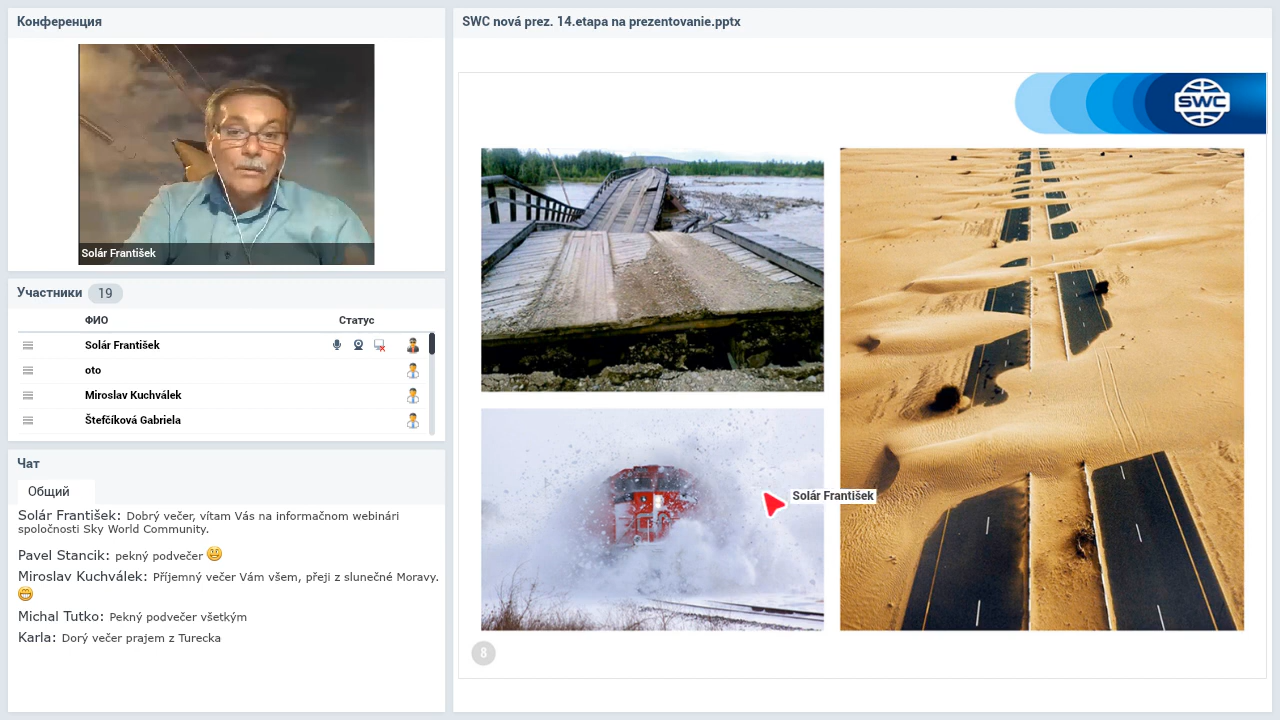 Конференция
Solár František
Участники 19
ФИО Статус
Solár František
oto
Miroslav Kuchválek
Štefčíková Gabriela
Чат
Общий
Solár František: Dobrý večer, vítam Vás na informačnom webinári
spoločnosti Sky World Community.
Pavel Stancik: pekný podvečer
Miroslav Kuchválek: Příjemný večer Vám všem, přeji z slunečné Moravy.
Michal Tutko: Pekný podvečer všetkým
Karla: Dorý večer prajem z Turecka
SWC nová prez. 14.etapa na prezentovanie.pptx
SWC
Solár František
8